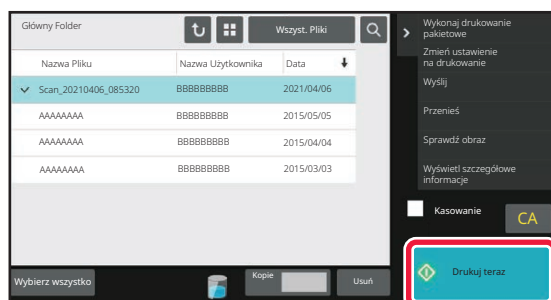 Główny Folder
Wszyst. Pliki
Nazwa Pliku Nazwa Użytkownika Data
Scan_20210406_085320 BBBBBBBBB 2021/04/06
AAAAAAAA BBBBBBBBB 2015/05/05
AAAAAAAA BBBBBBBBB 2015/04/04
AAAAAAAA BBBBBBBBB 2015/03/03
Wybierz wszystko
Kopie
Usuń
Wykonaj drukowanie
pakietowe
Zmień ustawienie
na drukowanie
Wyślij
Przenieś
Sprawdź obraz
Wyświetl szczegółowe
informacje
Kasowanie
CA
Drukuj teraz